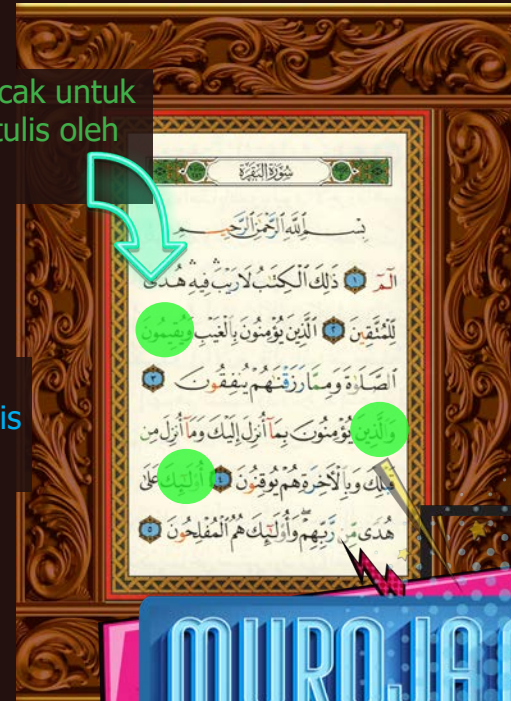 cak untuk
tulis oleh
سُورَةُ الْبَقَرَةِ
بِسْمِ ٱللَّهِ ٱلرَّحْمَٰنِ ٱلرَّحِيمِ
الٓمٓ ١ ذَٰلِكَ ٱلْكِتَٰبُ لَا رَيْبَ ۛ فِيهِ ۛ هُدًى
لِّلْمُتَّقِينَ ٢ ٱلَّذِينَ يُؤْمِنُونَ بِٱلْغَيْبِ وَيُقِيمُونَ
ٱلصَّلَوٰةَ وَمِمَّا رَزَقْنَٰهُمْ يُنفِقُونَ ٣
وَٱلَّذِينَ يُؤْمِنُونَ بِمَآ أُنزِلَ إِلَيْكَ وَمَآ أُنزِلَ مِن
قَبْلِكَ وَبِٱلْءَاخِرَةِ هُمْ يُوقِنُونَ ٤ أُو۟لَٰٓئِكَ عَلَىٰ
هُدًى مِّن رَّبِّهِمْ ۖ وَأُو۟لَٰٓئِكَ هُمُ ٱلْمُفْلِحُونَ ٥
is
MUROJA